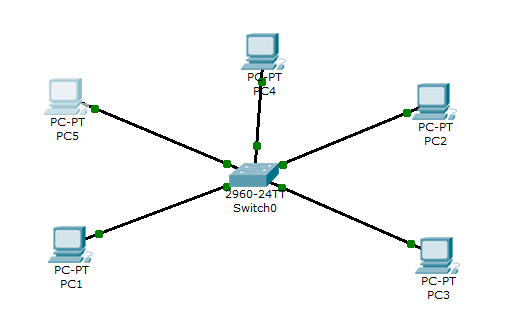 PC-PT
PC4
PC-PT
PC5
PC-PT
PC2
2960-24TT
Switch0
PC-PT
PC1
PC-PT
PC3